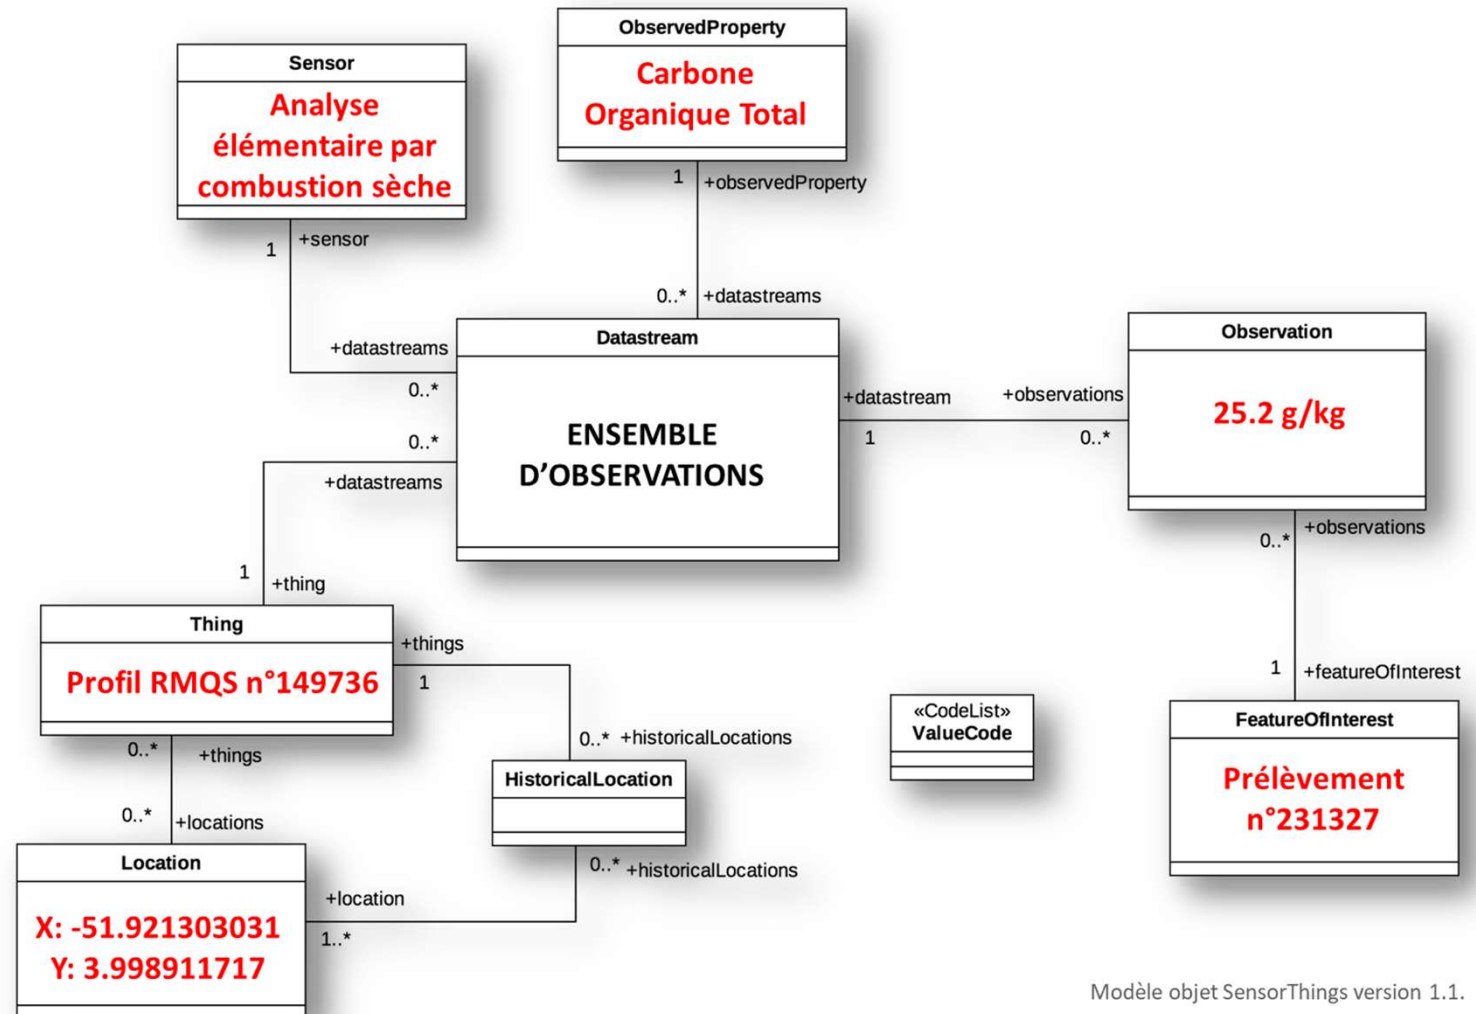 ObservedProperty
Carbone
Organique Total
Sensor
Analyse
élémentaire par
combustion sèche
1
+observedProperty
+sensor
1
0..*
+datastreams
+datastreams
0..*
Datastream
ENSEMBLE
D'OBSERVATIONS
+datastream
1
+observations
0..*
Observation
25.2 g/kg
0..*
+datastreams
+observations
0..*
1
+thing
Thing
Profil RMQS n°149736
+things
1
1
+featureOfInterest
FeatureOfInterest
Prélèvement
n°231327
«CodeList»
ValueCode
0..*
+things
0..*
+historicalLocations
HistoricalLocation
0..*
+locations
0..*
+historicalLocations
Location
X: -51.921303031
Y: 3.998911717
+location
1..*
Modèle objet SensorThings version 1.1.